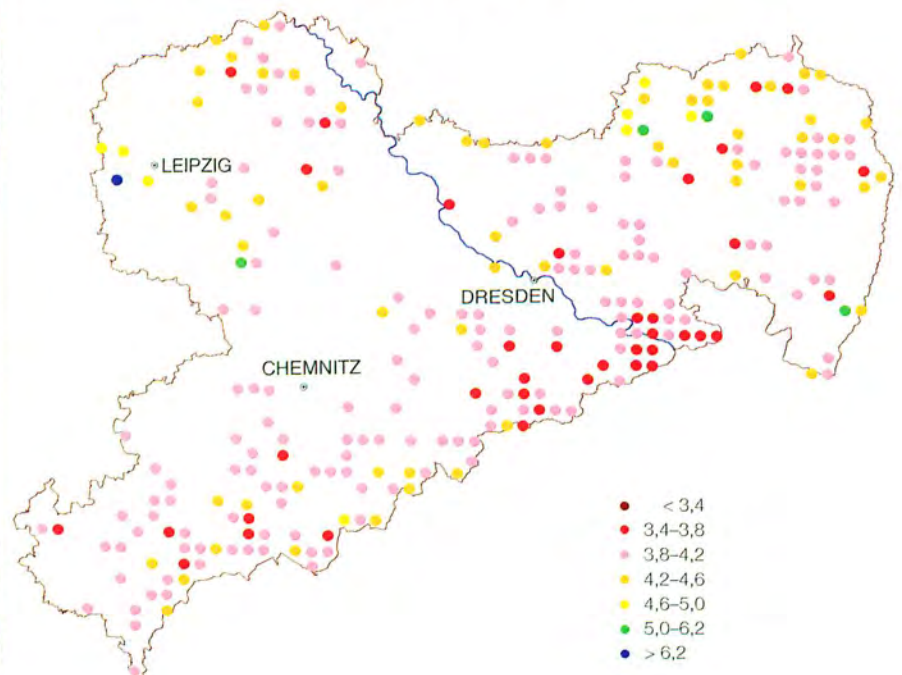 LEIPZIG
DRESDEN
CHEMNITZ
< 3,4
3,4–3,8
3,8–4,2
4,2–4,6
4,6–5,0
5,0–6,2
> 6,2